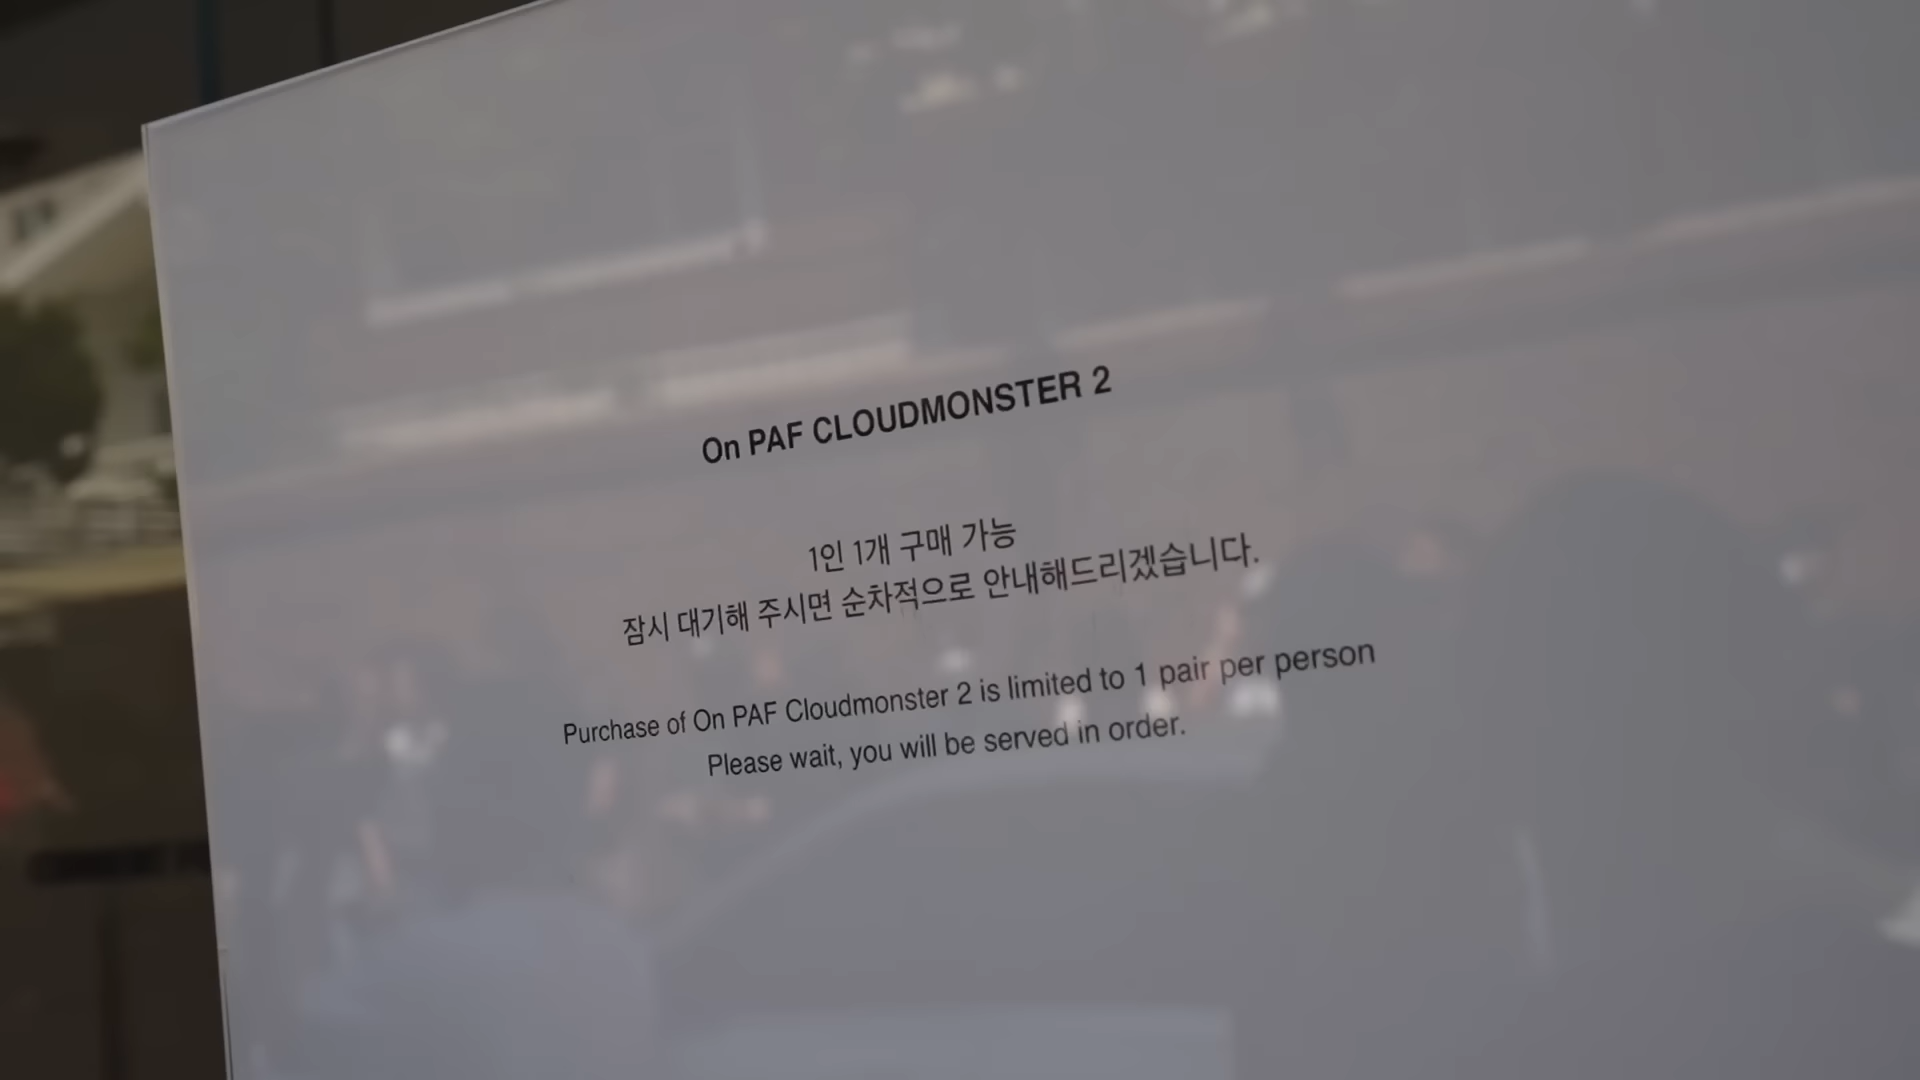 On PAF CLOUDMONSTER 2
1인 1개 구매 가능
잠시 대기해 주시면 순차적으로 안내해드리겠습니다.
Purchase of On PAF Cloudmonster 2 is limited to 1 pair per person
Please wait, you will be served in order.